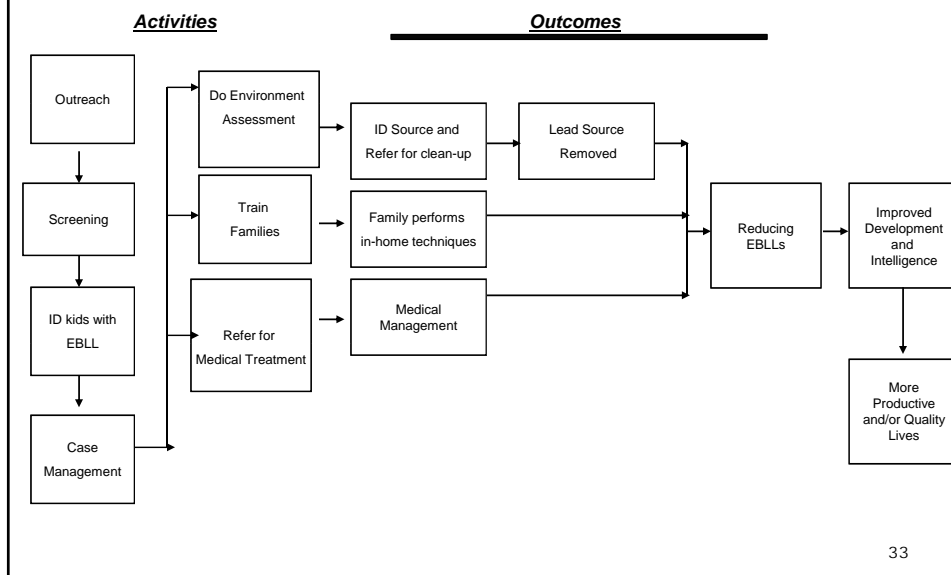 Activities
Outcomes
Outreach
Screening
ID kids with
EBLL
Case
Management
Do Environment
Assessment
Train
Families
Refer for
Medical Treatment
ID Source and
Refer for clean-up
Family performs
in-home techniques
Medical
Management
Lead Source
Removed
Reducing
EBLLs
Improved
Development
and
Intelligence
More
Productive
and/or Quality
Lives
33